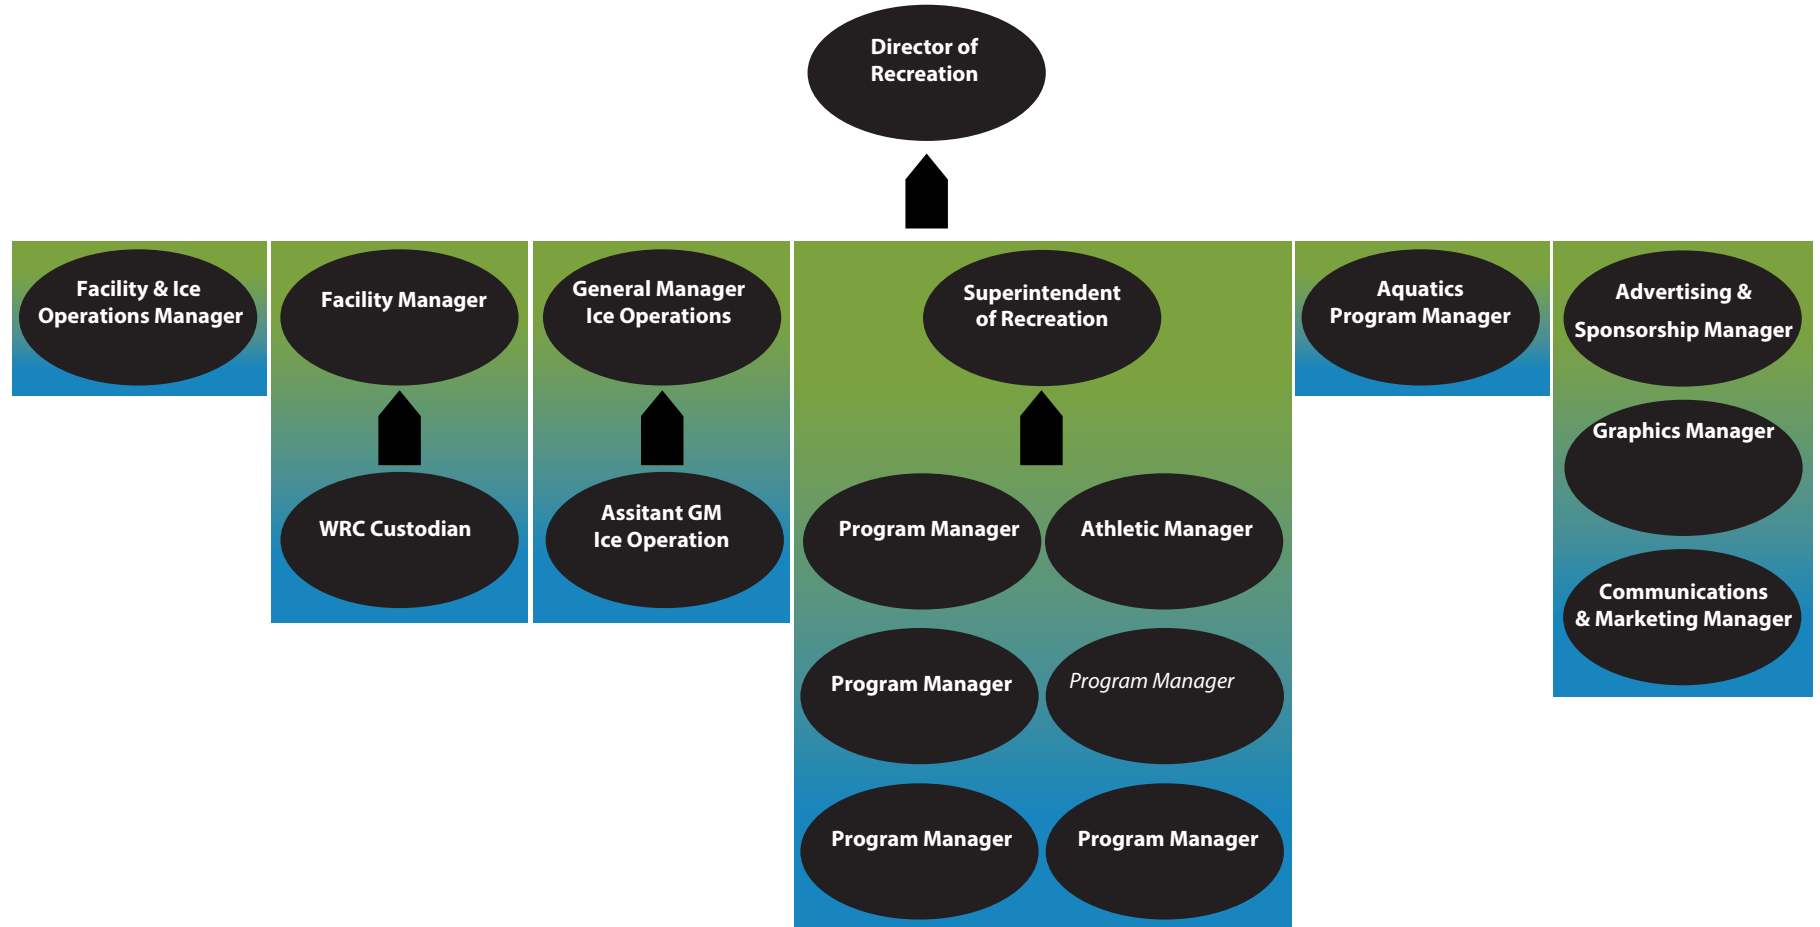 Director of
Recreation
Facility & Ice
Operations Manager
Facility Manager
General Manager
Ice Operations
Superintendent
of Recreation
Aquatics
Program Manager
Advertising &
Sponsorship Manager
Graphics Manager
WRC Custodian
Assitant GM
Ice Operation
Program Manager
Athletic Manager
Communications
& Marketing Manager
Program Manager
Program Manager
Program Manager
Program Manager